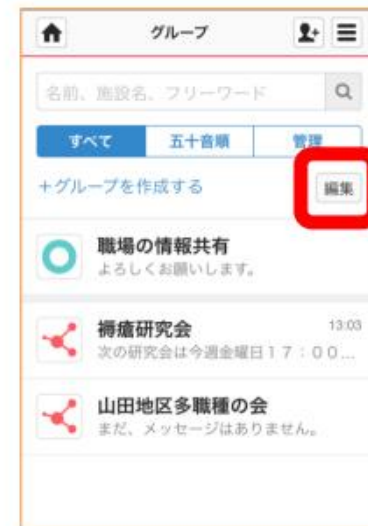 グループ
名前、施設名、フリーワード
すべて 五十音順 管理
+グループを作成する 編集
職場の情報共有
よろしくお願いします。
褥瘡研究会 13:03
次の研究会は今週金曜日17:00...
山田地区多職種の会
まだ、メッセージはありません。